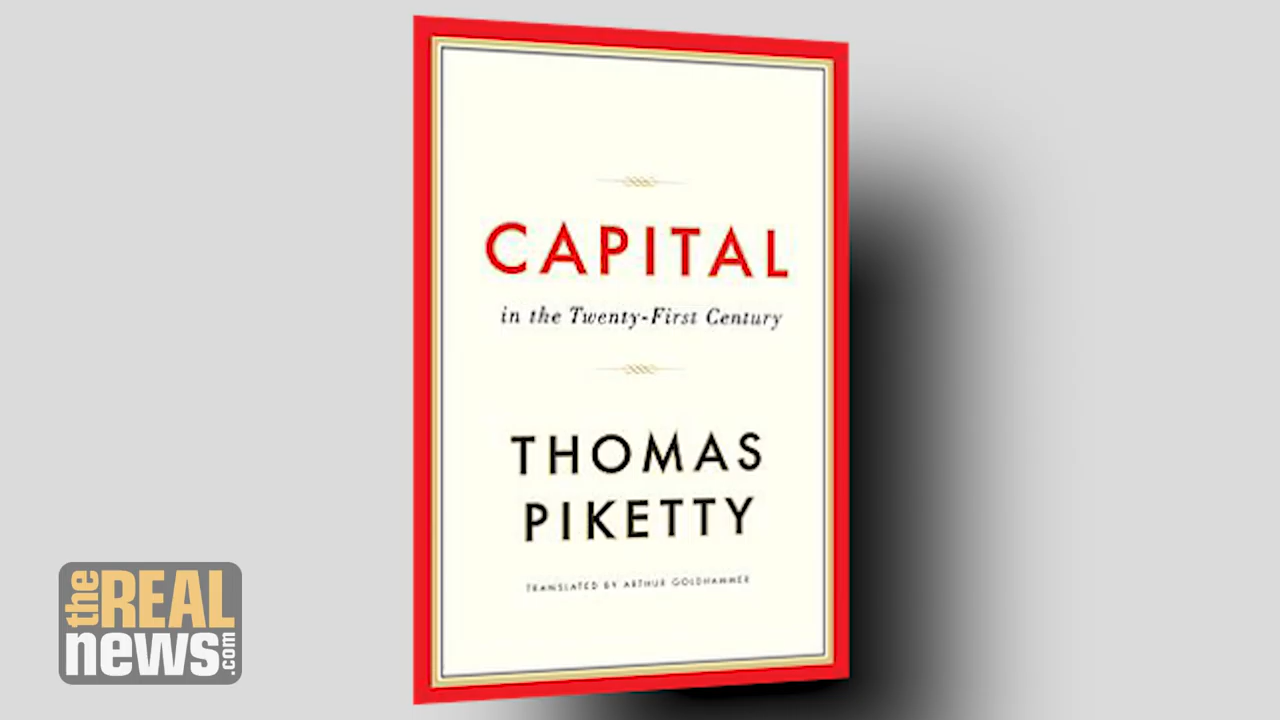 CAPITAL
in the Twenty-First Century
THOMAS
PIKETTY
TRANSLATED BY ARTHUR GOLDHAMMER
the REAL
news.com